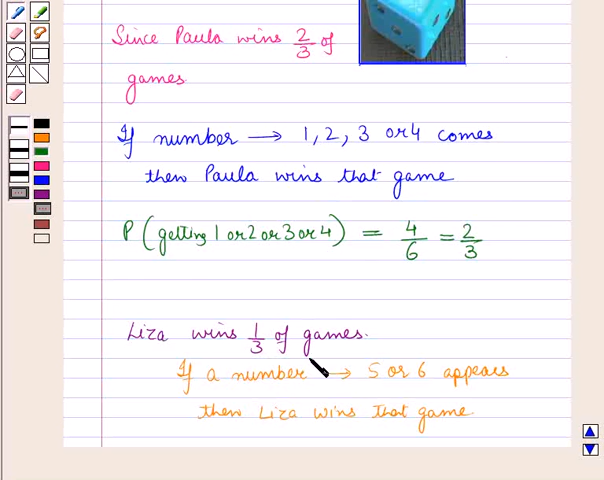 Since Paula wins 2/3 of
games
If number → 1, 2, 3 or 4 comes
then Paula wins that game
P (getting 1 or 2 or 3 or 4) = 4/6 = 2/3
Liza wins 1/3 of games.
If a number → 5 or 6 appears
then Liza wins that game